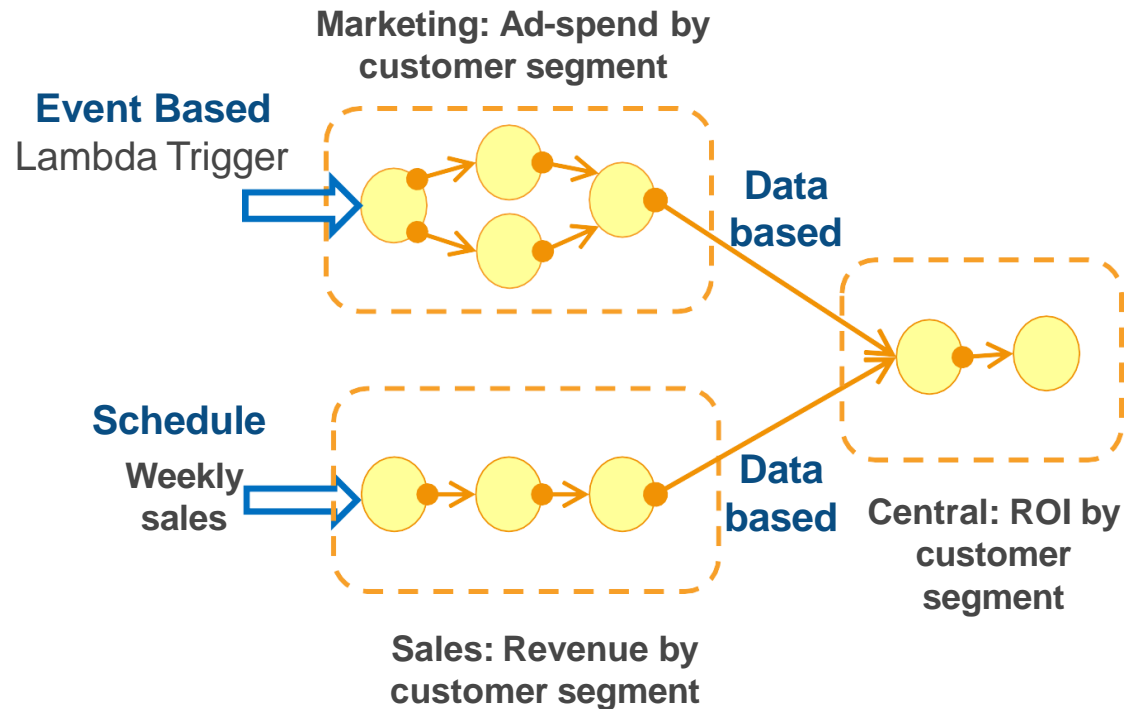 Marketing: Ad-spend by
customer segment
Event Based
Lambda Trigger
Data
based
Schedule
Weekly
sales
Data
based
Central: ROI by
customer
segment
Sales: Revenue by
customer segment